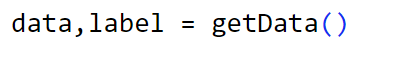 data,label = getData()